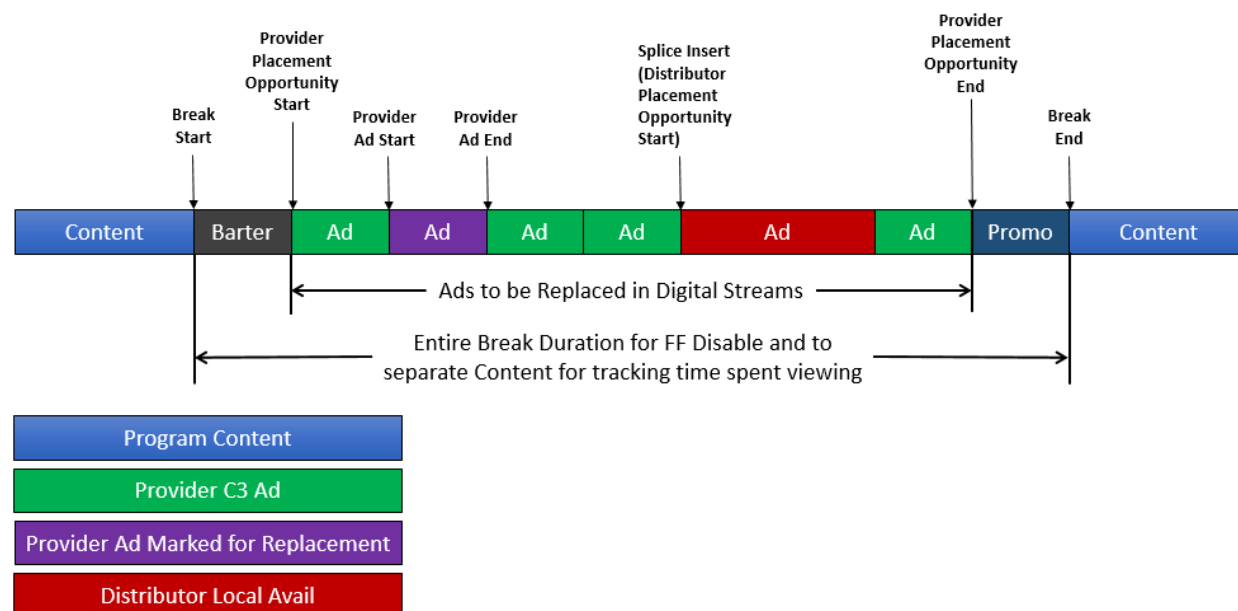 Provider
Placement
Opportunity
Start
Provider
Placement
Opportunity
End
Splice Insert
(Distributor
Placement
Opportunity
Start)
Break
Start
Provider
Ad Start
Provider
Ad End
Break
End
Content
Barter
Ad
Ad
Ad
Ad
Ad
Ad
Promo
Content
Ads to be Replaced in Digital Streams
Entire Break Duration for FF Disable and to
separate Content for tracking time spent viewing
Program Content
Provider C3 Ad
Provider Ad Marked for Replacement
Distributor Local Avail